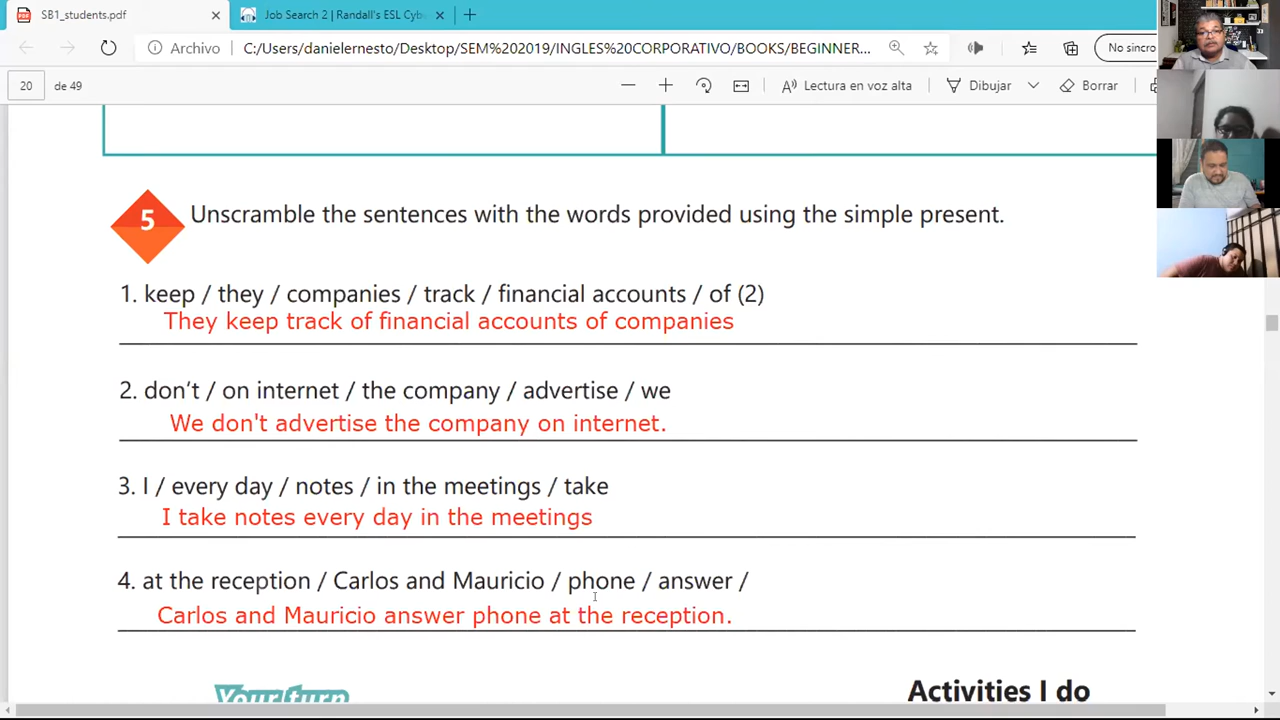 SB1_students.pdf
Job Search 2 | Randall's ESL Cyb
Archivo
C:/Users/danielernesto/Desktop/SEM%202019/INGLES%20CORPORATIVO/BOOKS/BEGINNER...
No sincro
20 de 49
Lectura en voz alta
Dibujar
Borrar
5 Unscramble the sentences with the words provided using the simple present.
1. keep / they / companies / track / financial accounts / of (2)
They keep track of financial accounts of companies
2. don't / on internet / the company / advertise / we
We don't advertise the company on internet.
3. I / every day / notes / in the meetings / take
I take notes every day in the meetings
4. at the reception / Carlos and Mauricio / phone / answer /
Carlos and Mauricio answer phone at the reception.
Your turn
Activities I do